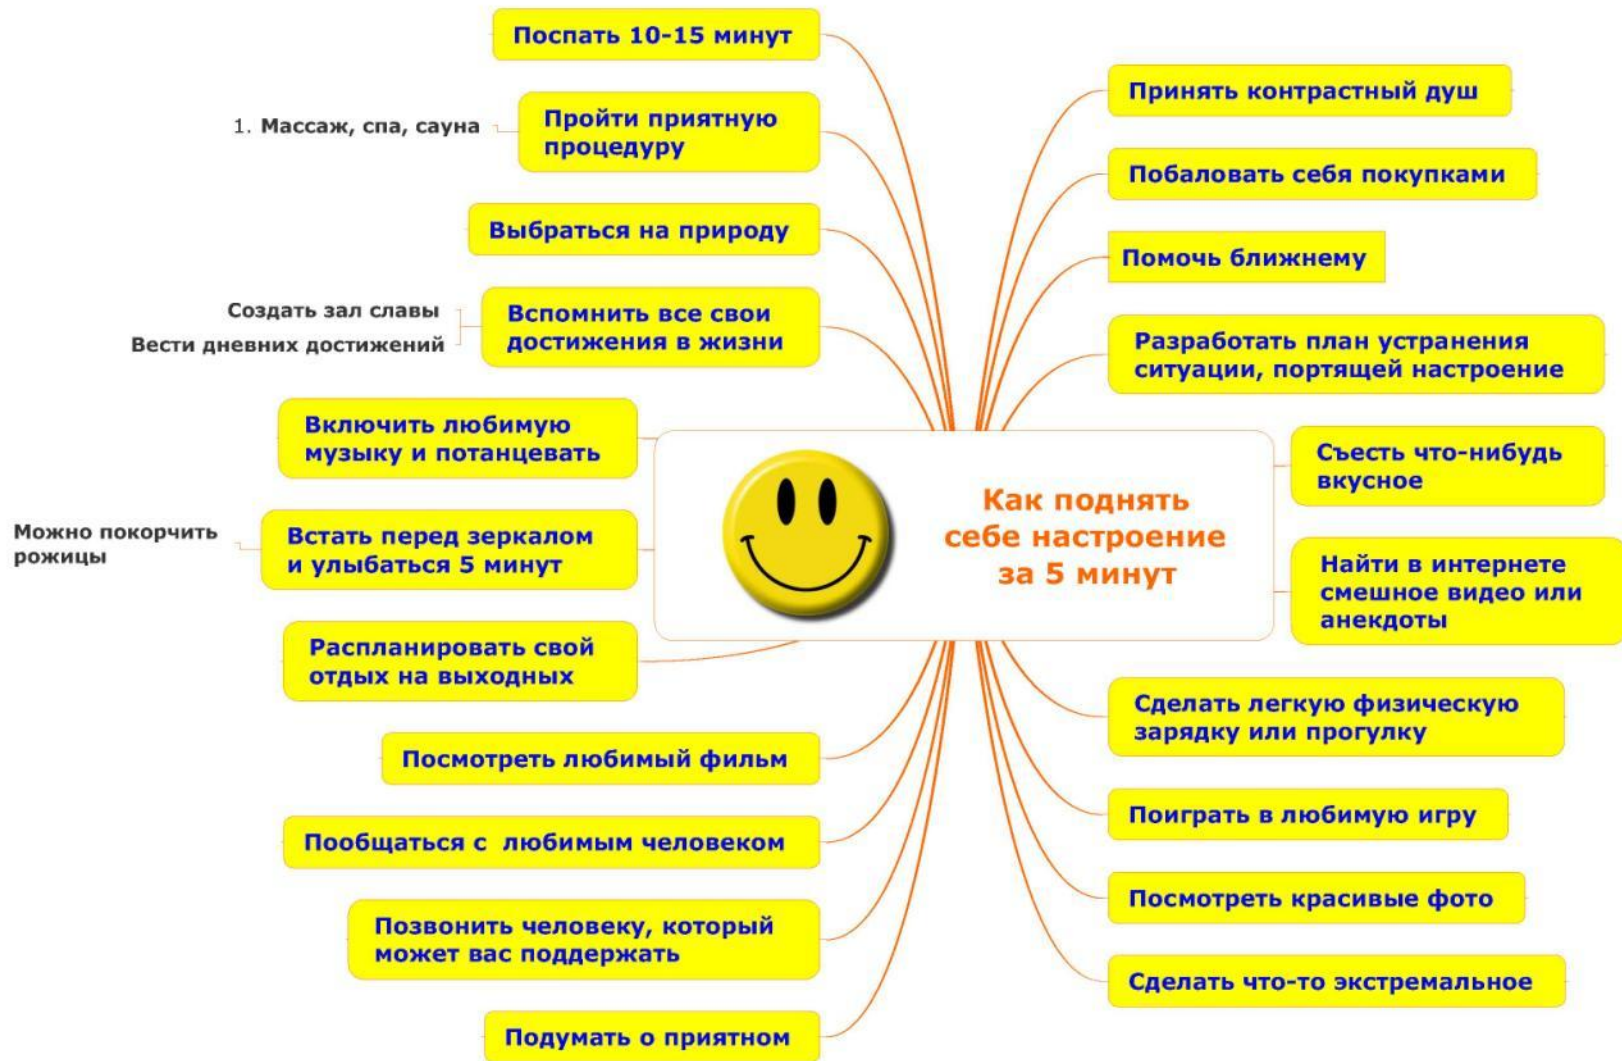 Как поднять
себе настроение
за 5 минут
Принять контрастный душ
Побаловать себя покупками
Помочь ближнему
Разработать план устранения
ситуации, портящей настроение
Съесть что-нибудь
вкусное
Найти в интернете
смешное видео или
анекдоты
Сделать легкую физическую
зарядку или прогулку
Поиграть в любимую игру
Посмотреть красивые фото
Сделать что-то экстремальное
Поспать 10-15 минут
Пройти приятную
процедуру
1. Массаж, спа, сауна
Выбраться на природу
Вспомнить все свои
достижения в жизни
Создать зал славы
Вести дневних достижений
Включить любимую
музыку и потанцевать
Встать перед зеркалом
и улыбаться 5 минут
Можно покорчить
рожицы
Распланировать свой
отдых на выходных
Посмотреть любимый фильм
Пообщаться с  любимым человеком
Позвонить человеку, который
может вас поддержать
Подумать о приятном